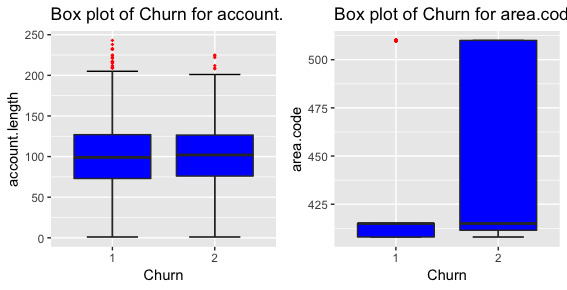 Box plot of Churn for account.
250
200
150
100
50
0
account.length
1
2
Churn
Box plot of Churn for area.cod
500
475
450
425
area.code
1
2
Churn